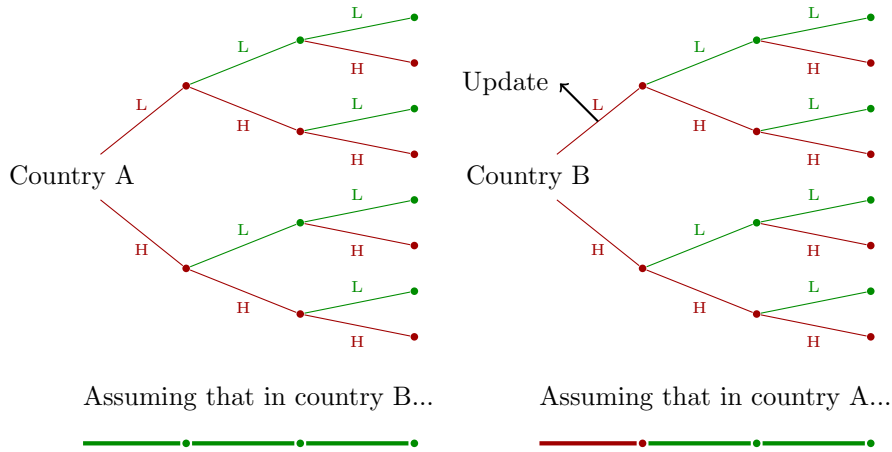 L
L
L
H
L
H
L
H
Country A
L
L
H
H
L
H
H
Assuming that in country B...
L
L
Update
L
H
L
H
L
H
Country B
L
L
H
H
L
H
H
Assuming that in country A...